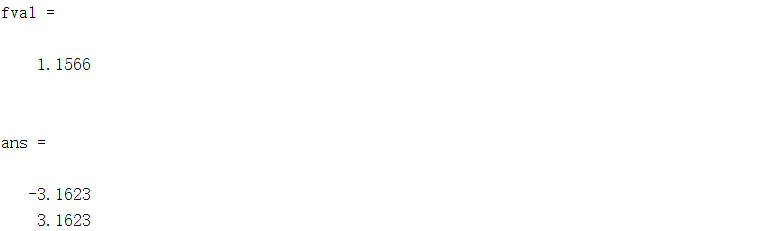 fval =
1.1566
ans =
-3.1623
3.1623